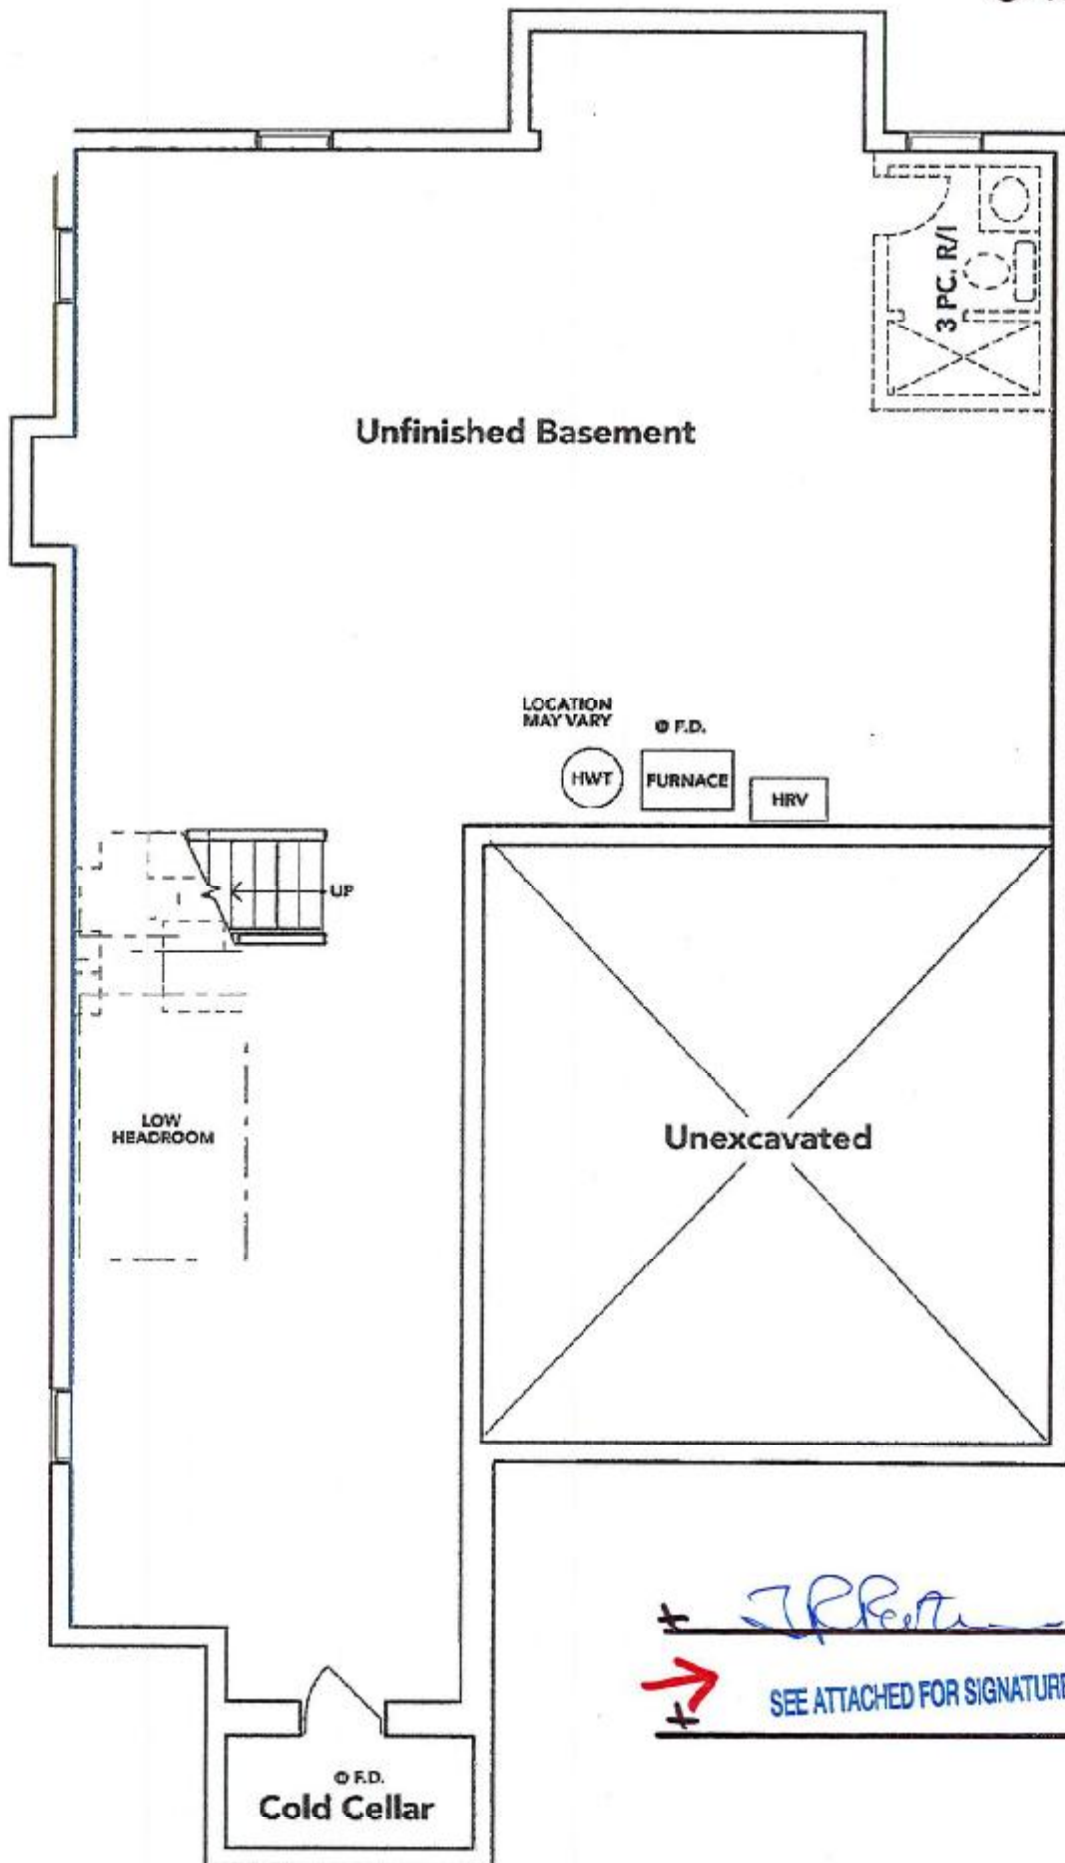 3 PC. R/I
Unfinished Basement
LOCATION
MAY VARY
F.D.
HWT
FURNACE
HRV
UP
LOW
HEADROOM
Unexcavated
SEE ATTACHED FOR SIGNATURE
F.D.
Cold Cellar